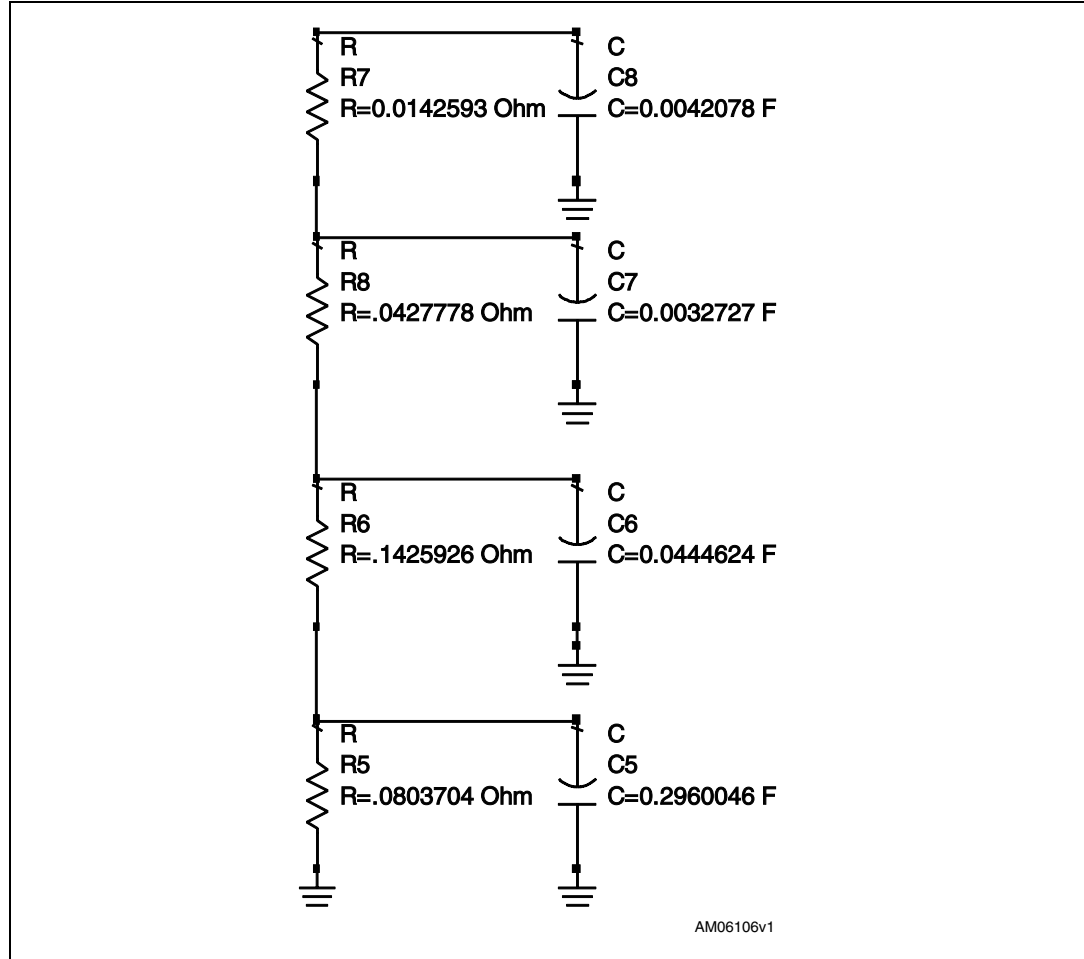 R
R7
R=0.0142593 Ohm
C
C8
C=0.0042078 F
R
R8
R=.0427778 Ohm
C
C7
C=0.0032727 F
R
R6
R=.1425926 Ohm
C
C6
C=0.0444624 F
R
R5
R=.0803704 Ohm
C
C5
C=0.2960046 F
AM06106v1